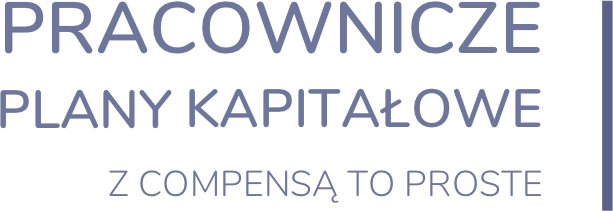 PRACOWNICZE
PLANY KAPITAŁOWE
Z COMPENSĄ TO PROSTE